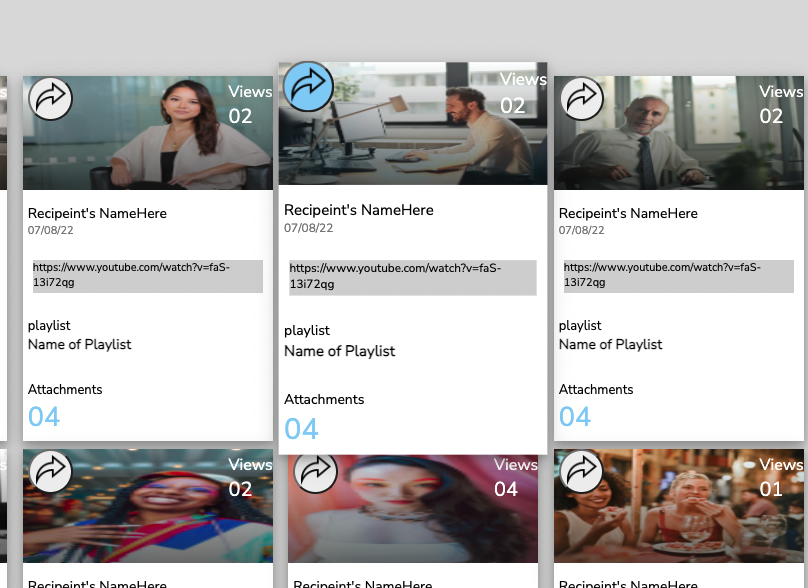 Views
02
Recipeint's NameHere
07/08/22
https://www.youtube.com/watch?v=faS-
13i72qg
playlist
Name of Playlist
Attachments
04
Views
02
Recipeint's NameHere
07/08/22
https://www.youtube.com/watch?v=faS-
13i72qg
playlist
Name of Playlist
Attachments
04
Views
02
Recipeint's NameHere
07/08/22
https://www.youtube.com/watch?v=faS-
13i72qg
playlist
Name of Playlist
Attachments
04
Views
02
Recipeint's NameHere
Views
04
Recipeint's NameHere
Views
01
Recipeint's NameHere